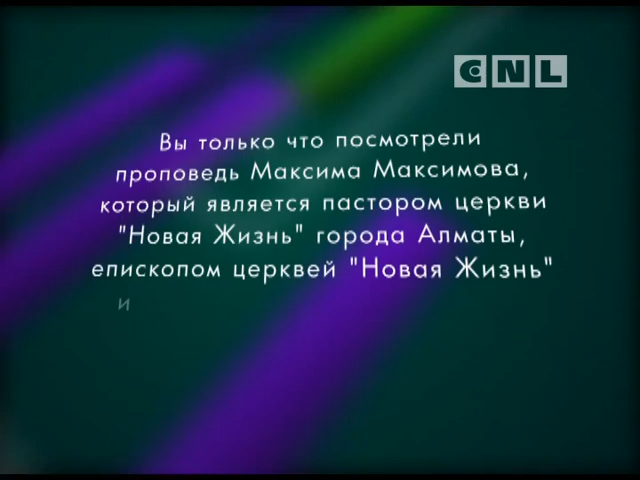 CNL
Вы только что посмотрели
проповедь Максима Максимова,
который является пастором церкви
"Новая Жизнь" города Алматы,
епископом церквей "Новая Жизнь"
и